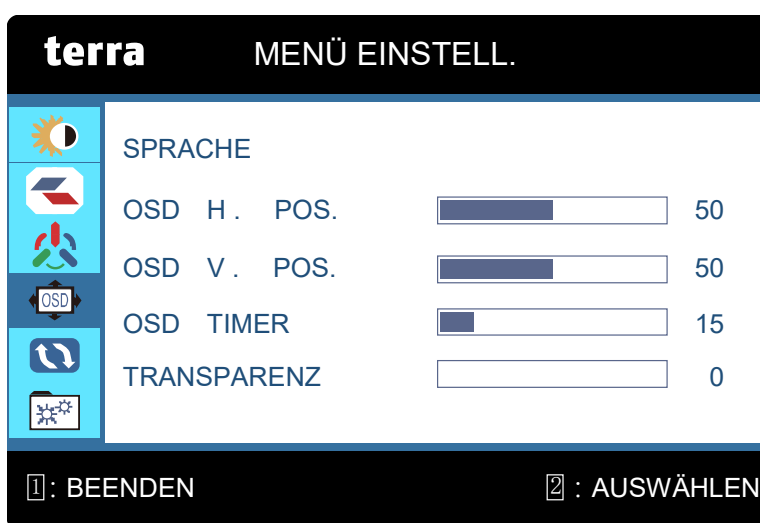 terra MENÜ EINSTELL.
SPRACHE
OSD H. POS. 50
OSD V. POS. 50
OSD
OSD TIMER 15
TRANSPARENZ 0
1: BEENDEN 2 : AUSWÄHLEN